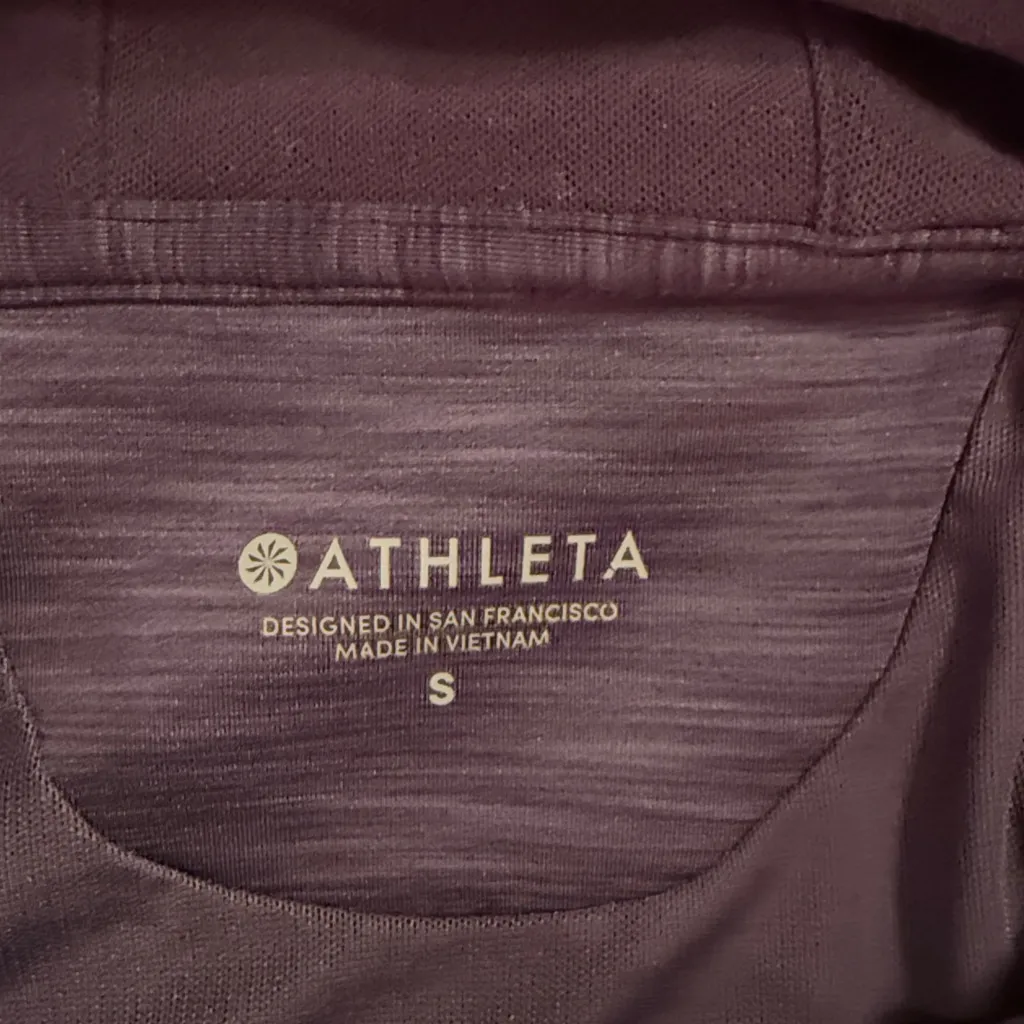 ATHLETA
DESIGNED IN SAN FRANCISCO
MADE IN VIETNAM
S